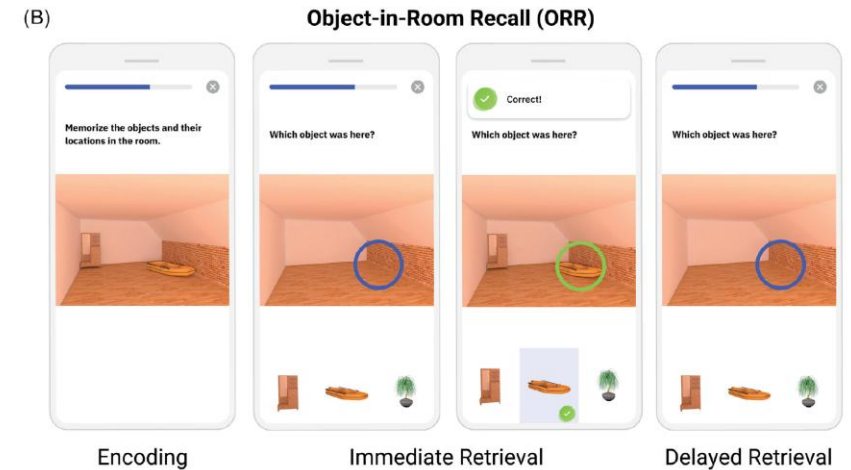 (B)
Object-in-Room Recall (ORR)
Memorize the objects and their
locations in the room.
Which object was here?
Correct!
Which object was here?
Which object was here?
Encoding
Immediate Retrieval
Delayed Retrieval